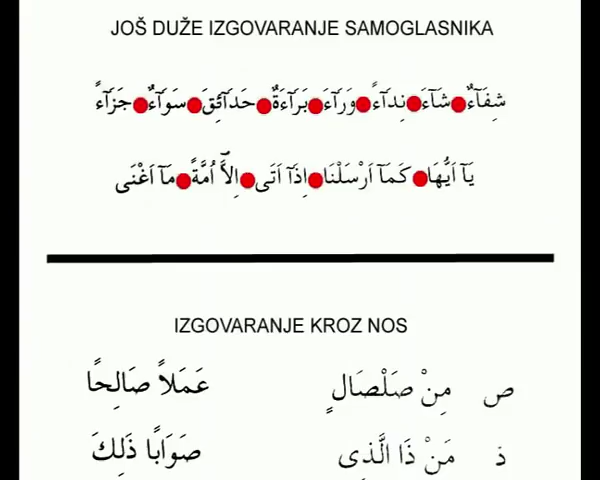 JOŠ DUŽE IZGOVARANJE SAMOGLASNIKA
شِفَآءٌ ● شَآءَ ● نِدَآءً ● وَرَآءَ ● بَرَآءَةٌ ● حَدَآئِقَ ● سَوَآءٌ ● جَزَآءً
يَآ اَيُّهَا ● كَمَآ اَرْسَلْنَا ● اِذَآ اَتَى ● اِلَّآ اُمَّةً ● مَآ اَغْنَى
IZGOVARANJE KROZ NOS
ص مِنْ صَلْصَالٍ عَمَلاً صَالِحًا
ذ مَنْ ذَا الَّذِى صَوَابًا ذَلِكَ